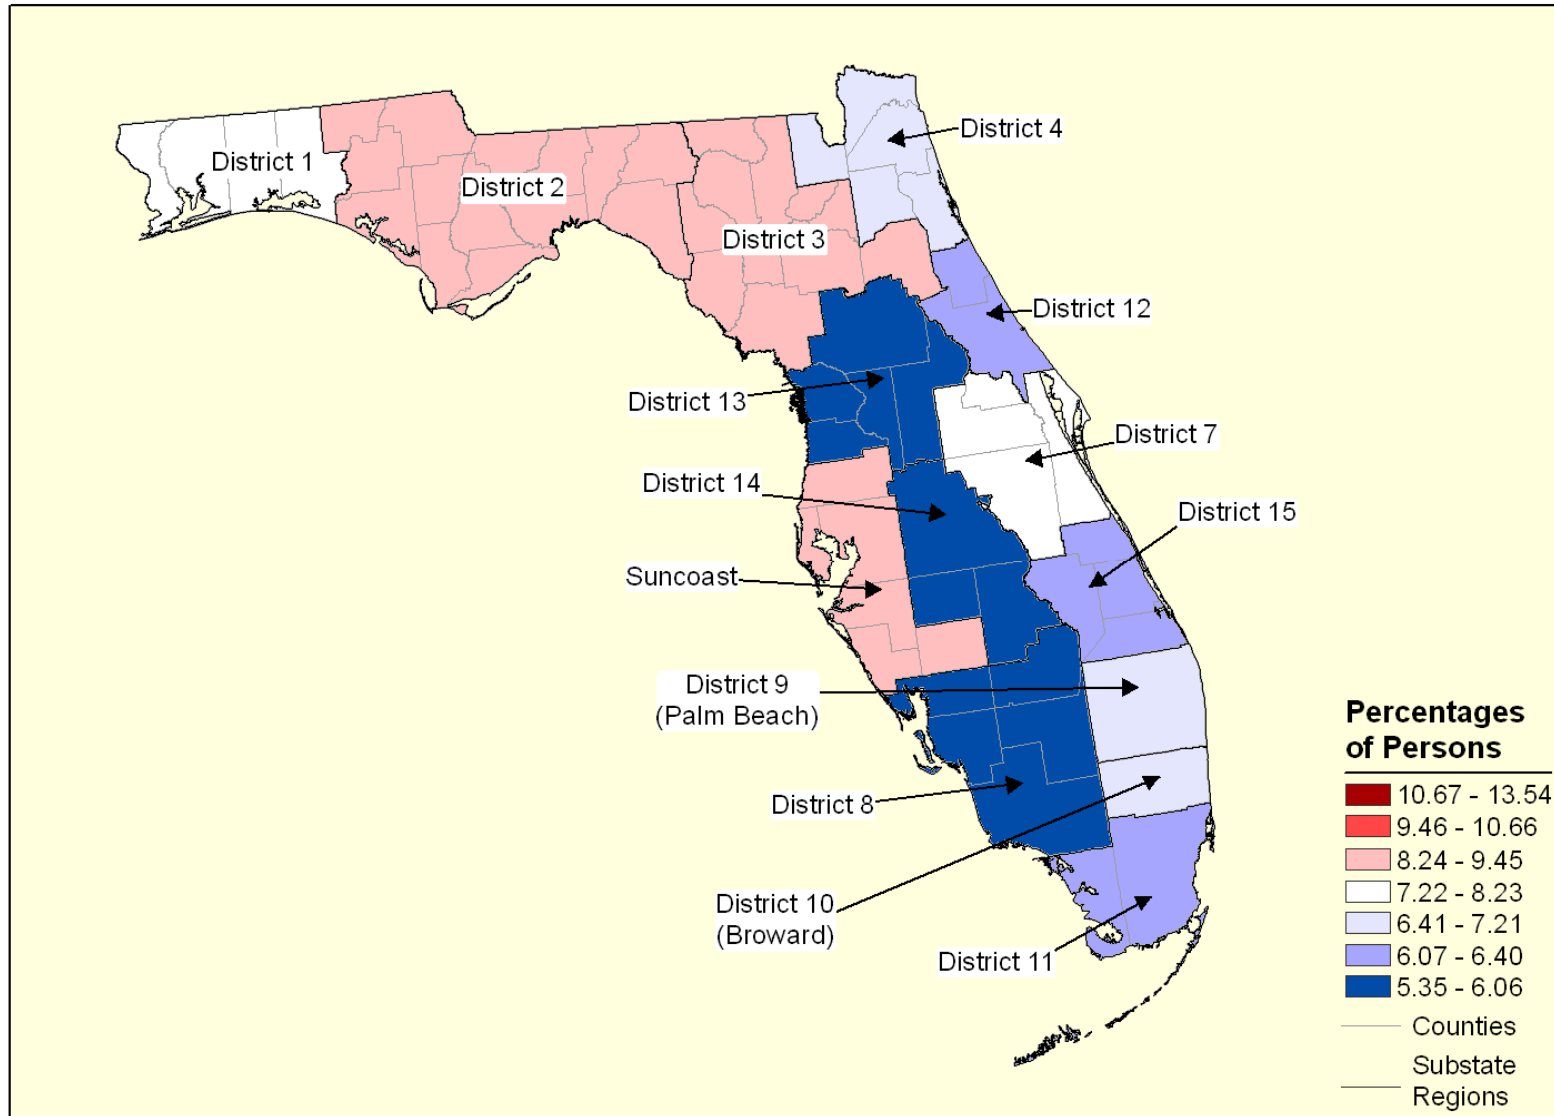 District 4
District 1
District 2
District 3
District 12
District 13
District 7
District 14
District 15
Suncoast
District 9
(Palm Beach)
District 8
District 10
(Broward)
District 11
Percentages
of Persons
10.67 - 13.54
9.46 - 10.66
8.24 - 9.45
7.22 - 8.23
6.41 - 7.21
6.07 - 6.40
5.35 - 6.06
Counties
Substate
Regions